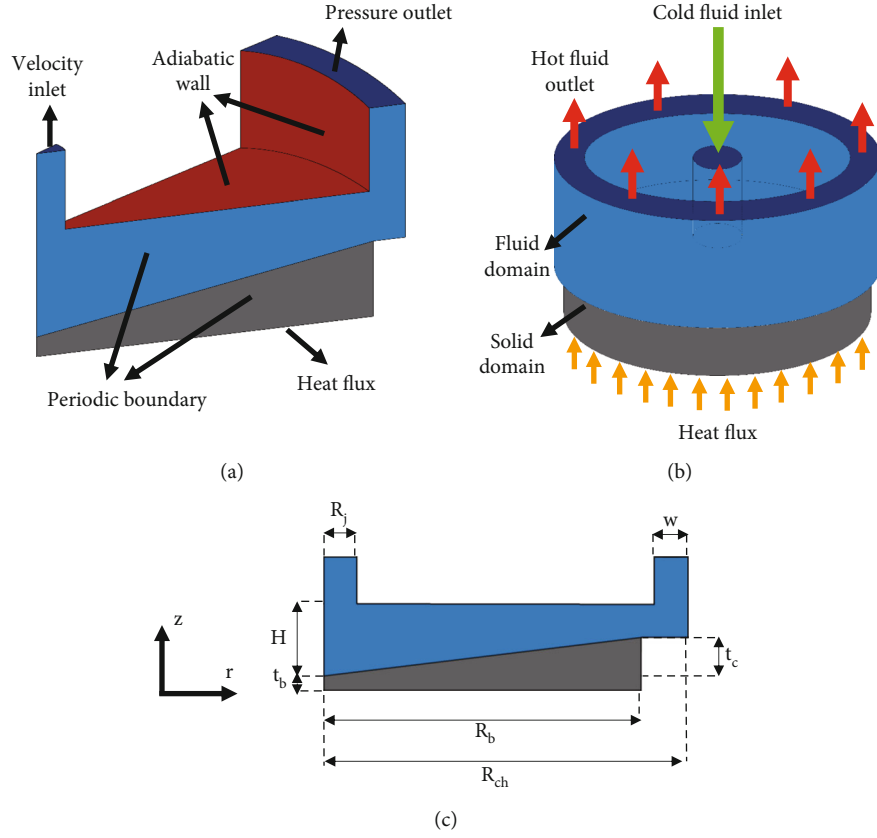 Pressure outlet
Velocity
inlet
Adiabatic
wall
Periodic boundary
Heat flux
(a)
Cold fluid inlet
Hot fluid
outlet
Fluid
domain
Solid
domain
Heat flux
(b)
R_j
w
z
r
H
t_b
t_c
R_b
R_ch
(c)